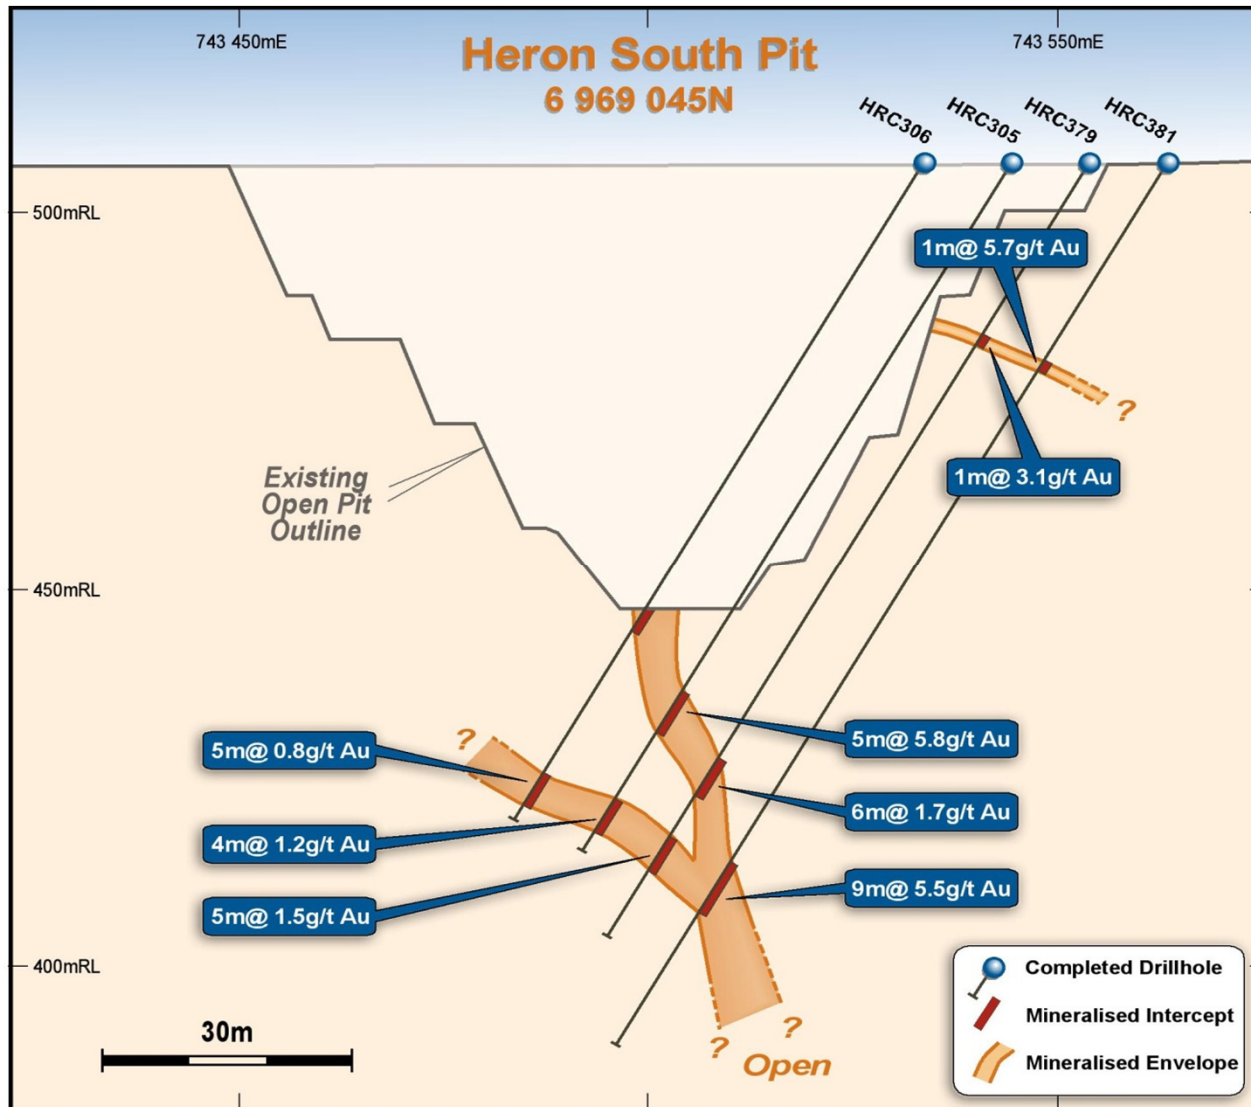 743 450mE
743 550mE
Heron South Pit
6 969 045N
HRC306
HRC305
HRC379
HRC381
500mRL
1m@ 5.7g/t Au
?
1m@ 3.1g/t Au
Existing
Open Pit
Outline
450mRL
?
5m@ 0.8g/t Au
5m@ 5.8g/t Au
4m@ 1.2g/t Au
6m@ 1.7g/t Au
5m@ 1.5g/t Au
9m@ 5.5g/t Au
400mRL
30m
?
?
Open
Completed Drillhole
Mineralised Intercept
Mineralised Envelope